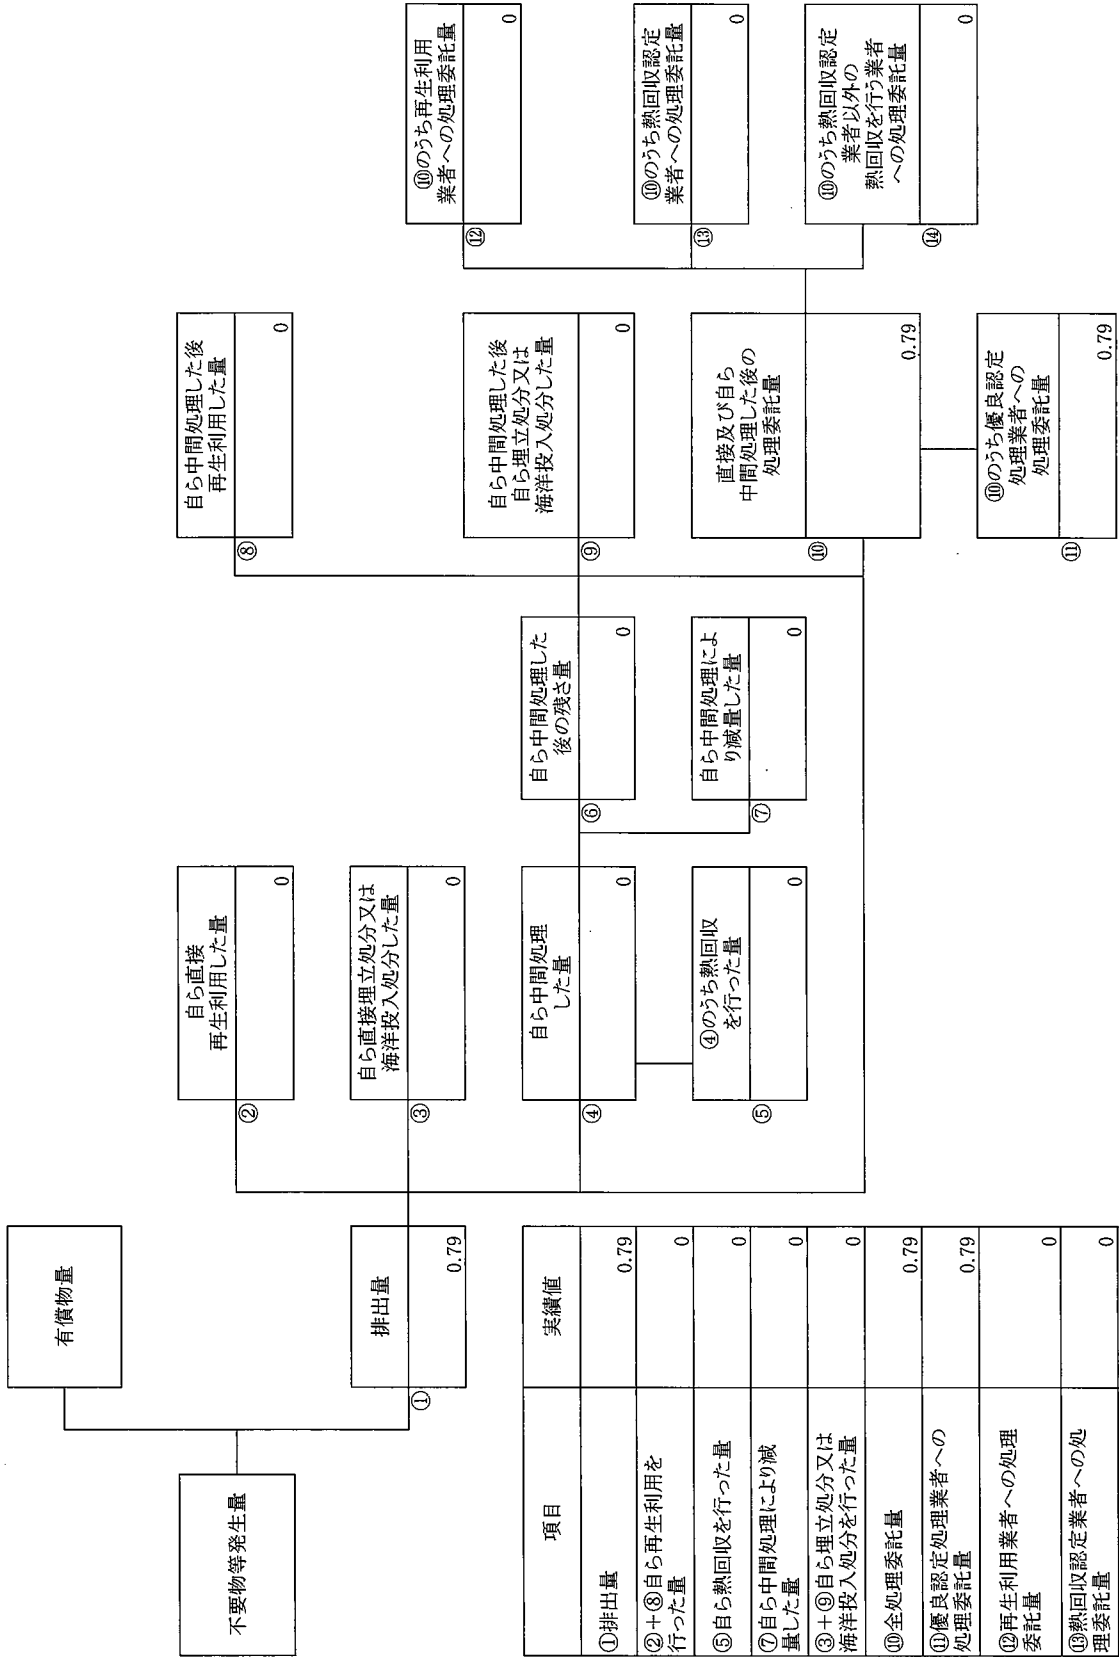 不要物等発生量
有償物量
排出量
①
0.79
自ら直接
再生利用した量
②
0
自ら直接埋立処分又は
海洋投入処分した量
③
0
自ら中間処理
した量
④
0
④のうち熱回収
を行った量
⑤
0
自ら中間処理した
後の残さ量
⑥
0
自ら中間処理によ
り減量した量
⑦
0
自ら中間処理した後
再生利用した量
⑧
0
自ら中間処理した後
自ら埋立処分又は
海洋投入処分した量
⑨
0
直接及び自ら
中間処理した後の
処理委託量
⑩
0.79
⑩のうち優良認定
処理業者への
処理委託量
⑪
0.79
⑩のうち再生利用
業者への処理委託量
⑫
0
⑩のうち熱回収認定
業者への処理委託量
⑬
0
⑩のうち熱回収認定
業者以外の
熱回収を行う業者
への処理委託量
⑭
0
項目 実績値
①排出量 0.79
②+⑧自ら再生利用を
行った量 0
⑤自ら熱回収を行った量 0
⑦自ら中間処理により減
量した量 0
③+⑨自ら埋立処分又は
海洋投入処分を行った量 0
⑩全処理委託量 0.79
⑪優良認定処理業者への
処理委託量 0.79
⑫再生利用業者への処理
委託量 0
⑬熱回収認定業者への処
理委託量 0